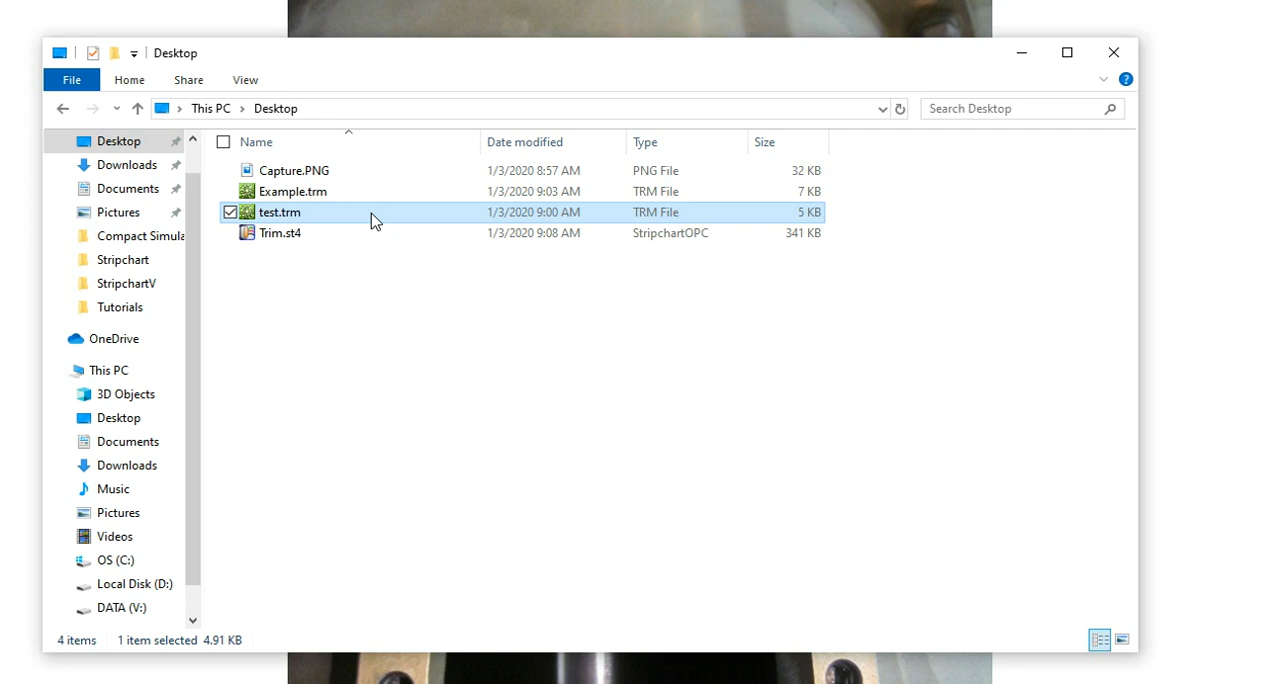 Desktop
File Home Share View
This PC > Desktop
Search Desktop
Name Date modified Type Size
Capture.PNG 1/3/2020 8:57 AM PNG File 32 KB
Example.trm 1/3/2020 9:03 AM TRM File 7 KB
test.trm 1/3/2020 9:00 AM TRM File 5 KB
Trim.st4 1/3/2020 9:08 AM StripchartOPC 341 KB
Desktop
Downloads
Documents
Pictures
Compact Simula
Stripchart
StripchartV
Tutorials
OneDrive
This PC
3D Objects
Desktop
Documents
Downloads
Music
Pictures
Videos
OS (C:)
Local Disk (D:)
DATA (V:)
4 items 1 item selected 4.91 KB